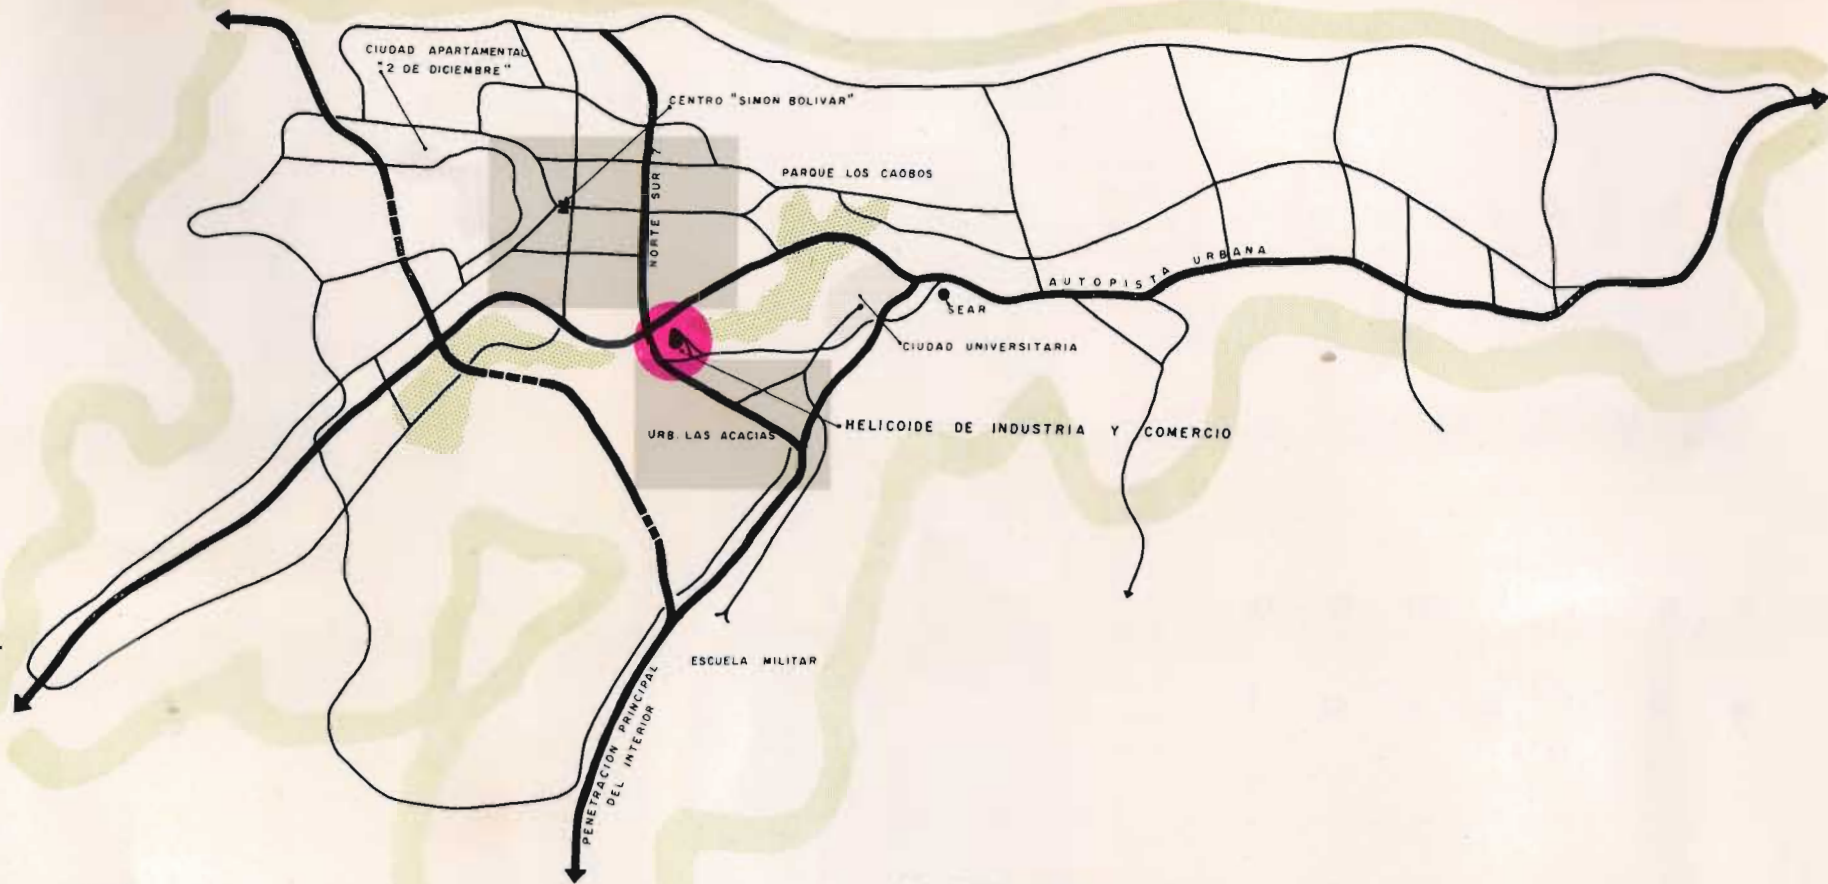 CIUDAD APARTAMENTAL
"2 DE DICIEMBRE"
CENTRO "SIMON BOLIVAR"
NORTE SUR 7
PARQUE LOS CAOBOS
AUTOPISTA URBANA
SEAR
CIUDAD UNIVERSITARIA
HELICOIDE DE INDUSTRIA Y COMERCIO
URB. LAS ACACIAS
ESCUELA MILITAR
PENETRACION PRINCIPAL
DEL INTERIOR